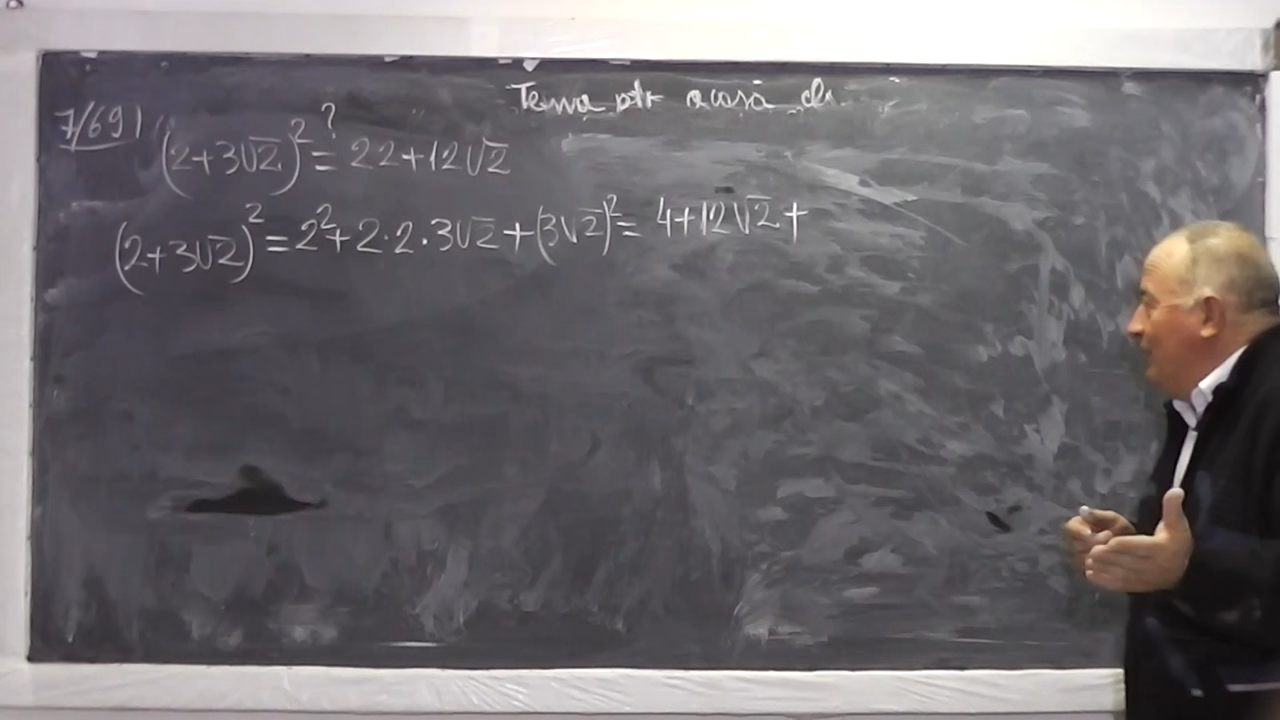 Tema ptr acasă de
7/69) (2+3√2)² ≟ 22+12√2
(2+3√2)² = 2²+2·2·3√2+(3√2)² = 4+12√2+